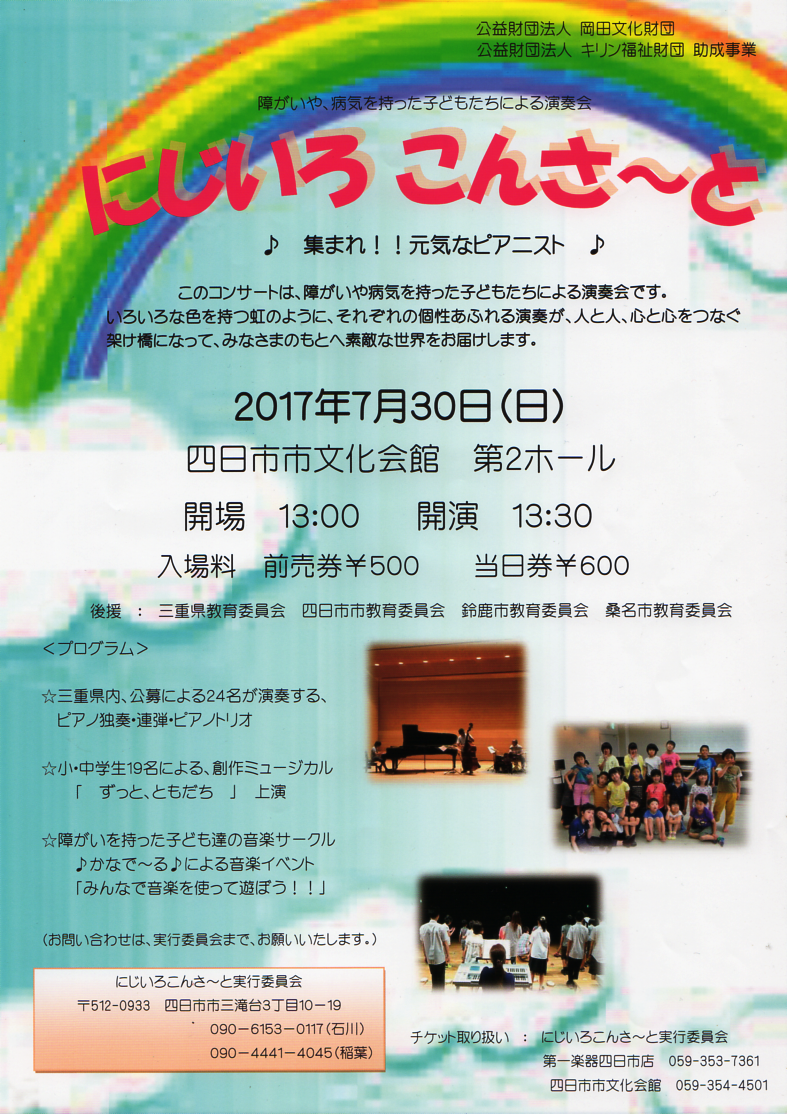 公益財団法人 岡田文化財団
公益財団法人 キリン福祉財団 助成事業
障がいや、病気を持った子どもたちによる演奏会
にじいろ こんさ～と
♪ 集まれ！！元気なピアニスト ♪
このコンサートは、障がいや病気を持った子どもたちによる演奏会です。
いろいろな色を持つ虹のように、それぞれの個性あふれる演奏が、人と人、心と心をつなぐ
架け橋になって、みなさまのもとへ素敵な世界をお届けします。
2017年7月30日（日）
四日市市文化会館 第2ホール
開場 13:00 開演 13:30
入場料 前売券￥500 当日券￥600
後援 ： 三重県教育委員会 四日市市教育委員会 鈴鹿市教育委員会 桑名市教育委員会
＜プログラム＞
☆三重県内、公募による24名が演奏する、
ピアノ独奏・連弾・ピアノトリオ
☆小・中学生19名による、創作ミュージカル
「 ずっと、ともだち 」 上演
☆障がいを持った子ども達の音楽サークル
♪かなで～る♪による音楽イベント
「みんなで音楽を使って遊ぼう！！」
（お問い合わせは、実行委員会まで、お願いいたします。）
にじいろこんさ～と実行委員会
〒512-0933 四日市市三滝台3丁目10－19
090－6153－0117（石川）
090－4441－4045（稲葉）
チケット取り扱い ： にじいろこんさ～と実行委員会
第一楽器四日市店 059-353-7361
四日市市文化会館 059-354-4501